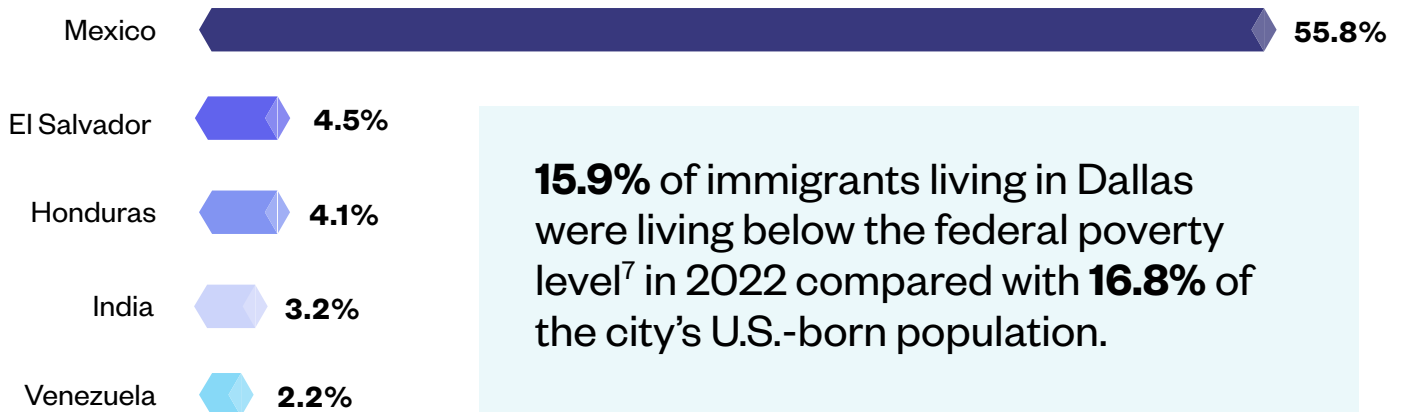 Mexico 55.8%
El Salvador 4.5%
Honduras 4.1%
India 3.2%
Venezuela 2.2%
15.9% of immigrants living in Dallas
were living below the federal poverty
level⁷ in 2022 compared with 16.8% of
the city’s U.S.-born population.